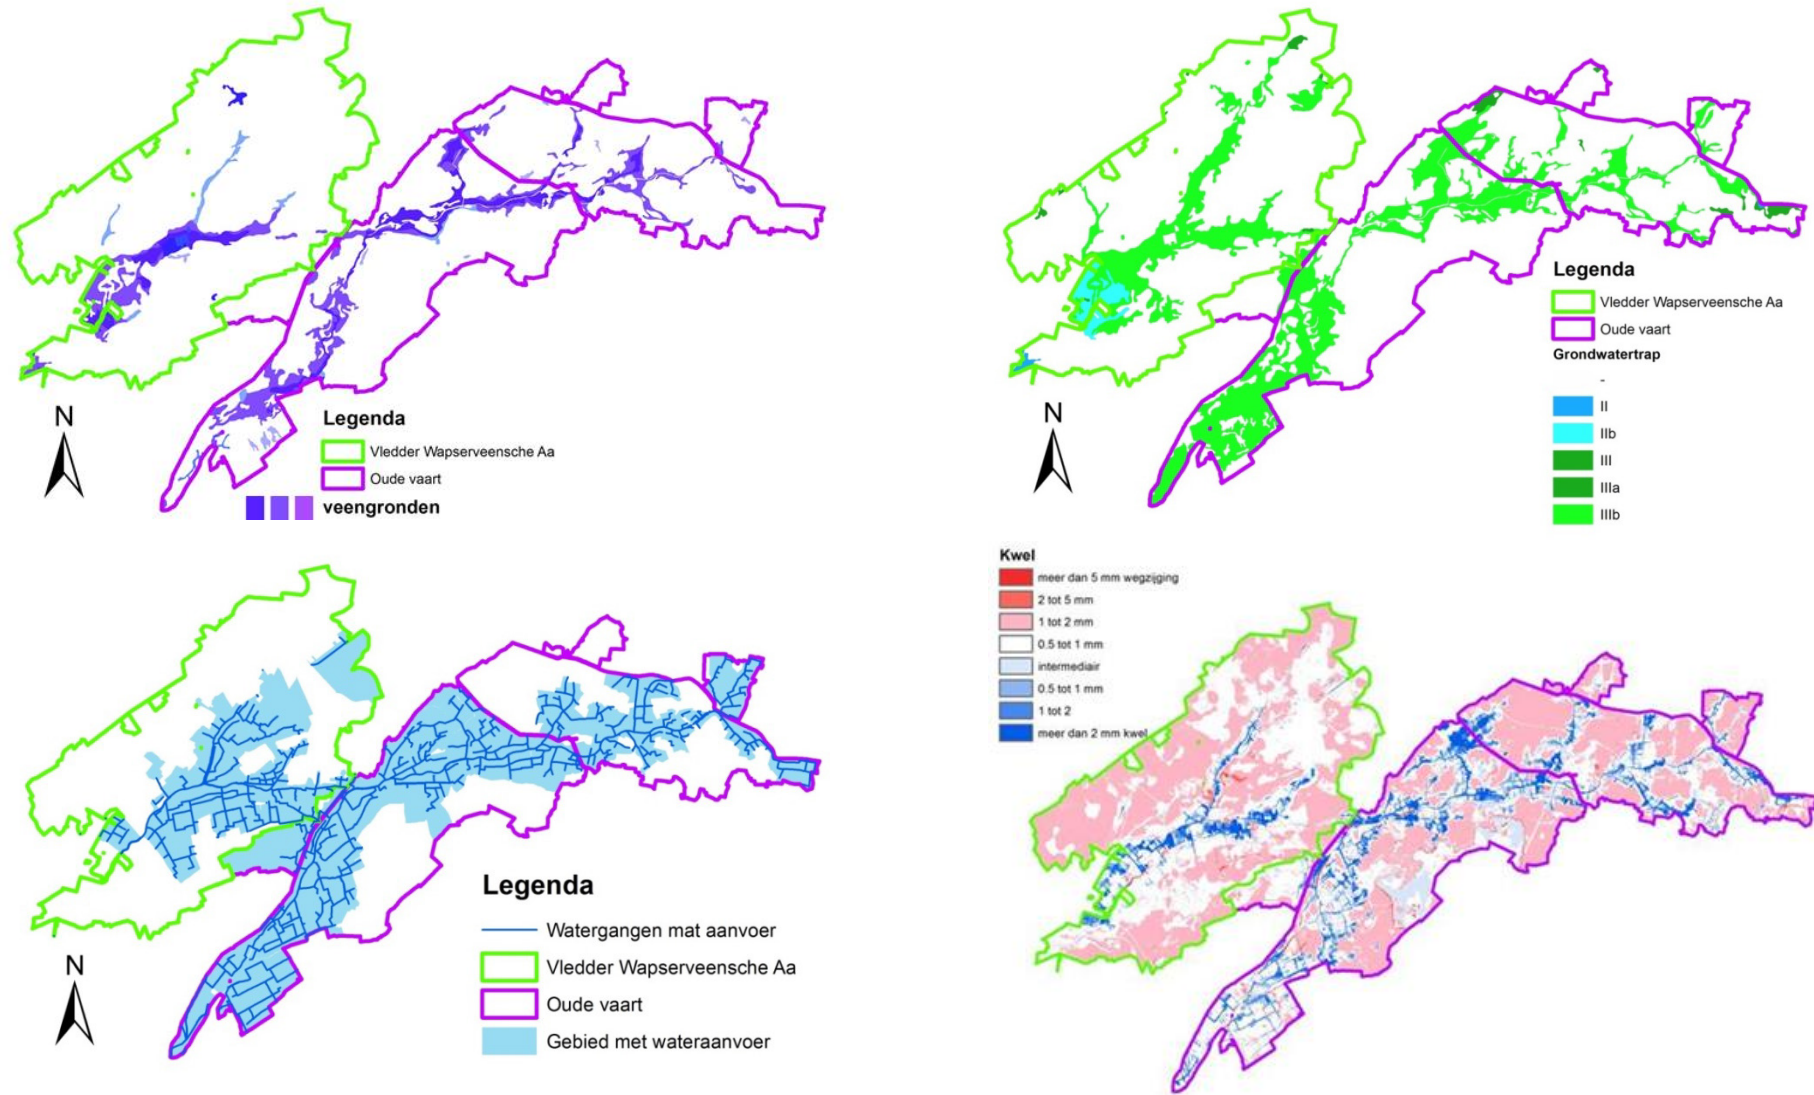 N
Legenda
Vledder Wapserveensche Aa
Oude vaart
veengronden
N
Legenda
Vledder Wapserveensche Aa
Oude vaart
Grondwatertrap
-
II
IIb
III
IIIa
IIIb
N
Legenda
Watergangen mat aanvoer
Vledder Wapserveensche Aa
Oude vaart
Gebied met wateraanvoer
Kwel
meer dan 5 mm wegzijging
2 tot 5 mm
1 tot 2 mm
0.5 tot 1 mm
intermediair
0.5 tot 1 mm
1 tot 2
meer dan 2 mm kwel